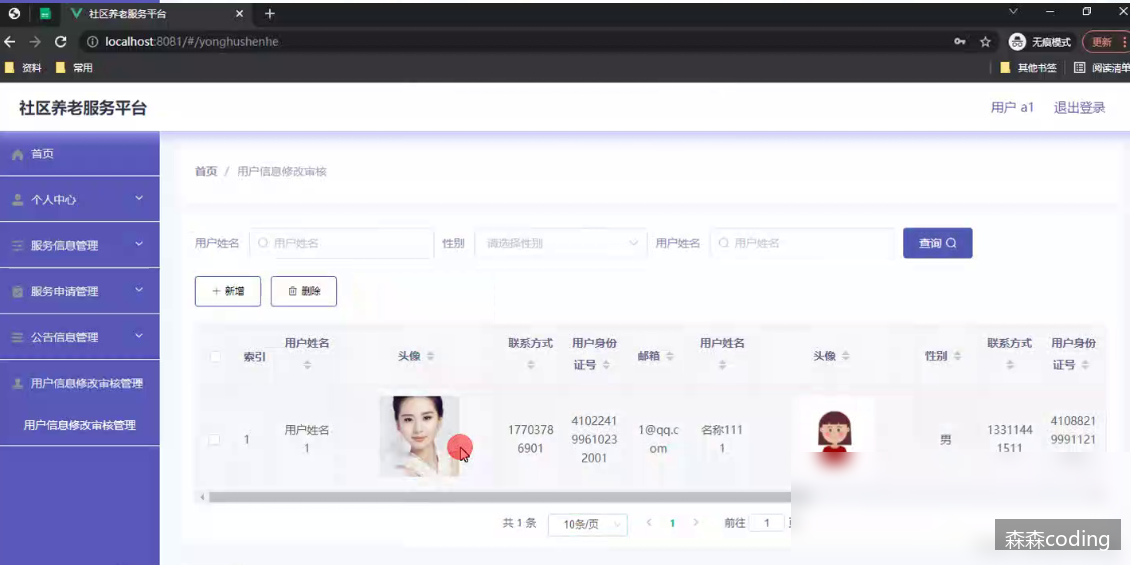 社区养老服务平台
localhost:8081/#/yonghushenhe
无痕模式
更新
资料
常用
其他书签
阅读清单
社区养老服务平台
用户 a1
退出登录
首页
个人中心
服务信息管理
服务申请管理
公告信息管理
用户信息修改审核管理
用户信息修改审核管理
首页 / 用户信息修改审核
用户姓名
用户姓名
性别
请选择性别
用户姓名
用户姓名
查询
+ 新增
删除
索引
用户姓名
头像
联系方式
用户身份
证号
邮箱
用户姓名
头像
性别
联系方式
用户身份
证号
1
用户姓名
1
1770378
6901
4102241
9961023
2001
1@qq.c
om
名称111
1
男
1331144
1511
4108821
9991121
共 1 条
10条/页
1
前往
1
森森coding